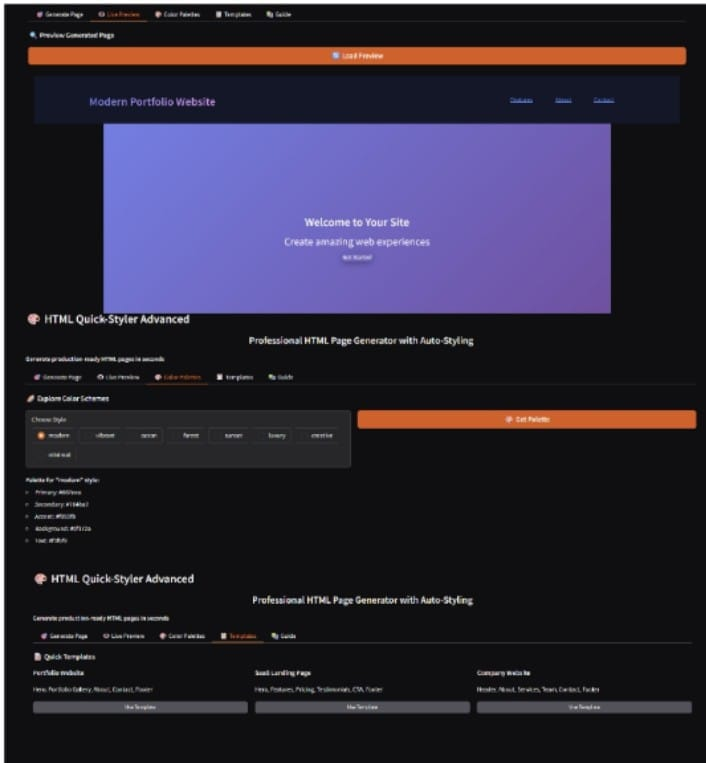 Generate Page Live Preview Color Palettes Templates Guide
Preview Generated Page
Load Preview
Modern Portfolio Website Features About Contact
Welcome to Your Site
Create amazing web experiences
Get Started
HTML Quick-Styler Advanced
Professional HTML Page Generator with Auto-Styling
Generate production-ready HTML pages in seconds
Generate Page Live Preview Color Palettes Templates Guide
Explore Color Schemes
Choose Style
Get Palette
modern vibrant ocean forest sunset luxury creative
minimal
Palette for "modern" style:
Primary:
Secondary:
Accent:
Background: #0f172a
Text:
HTML Quick-Styler Advanced
Professional HTML Page Generator with Auto-Styling
Generate production-ready HTML pages in seconds
Generate Page Live Preview Color Palettes Templates Guide
Quick Templates
Portfolio Website SaaS Landing Page Company Website
Hero, Portfolio Gallery, About, Contact, Footer Hero, Features, Pricing, Testimonials, CTA, Footer Header, About, Services, Team, Contact, Footer
Use Template Use Template Use Template